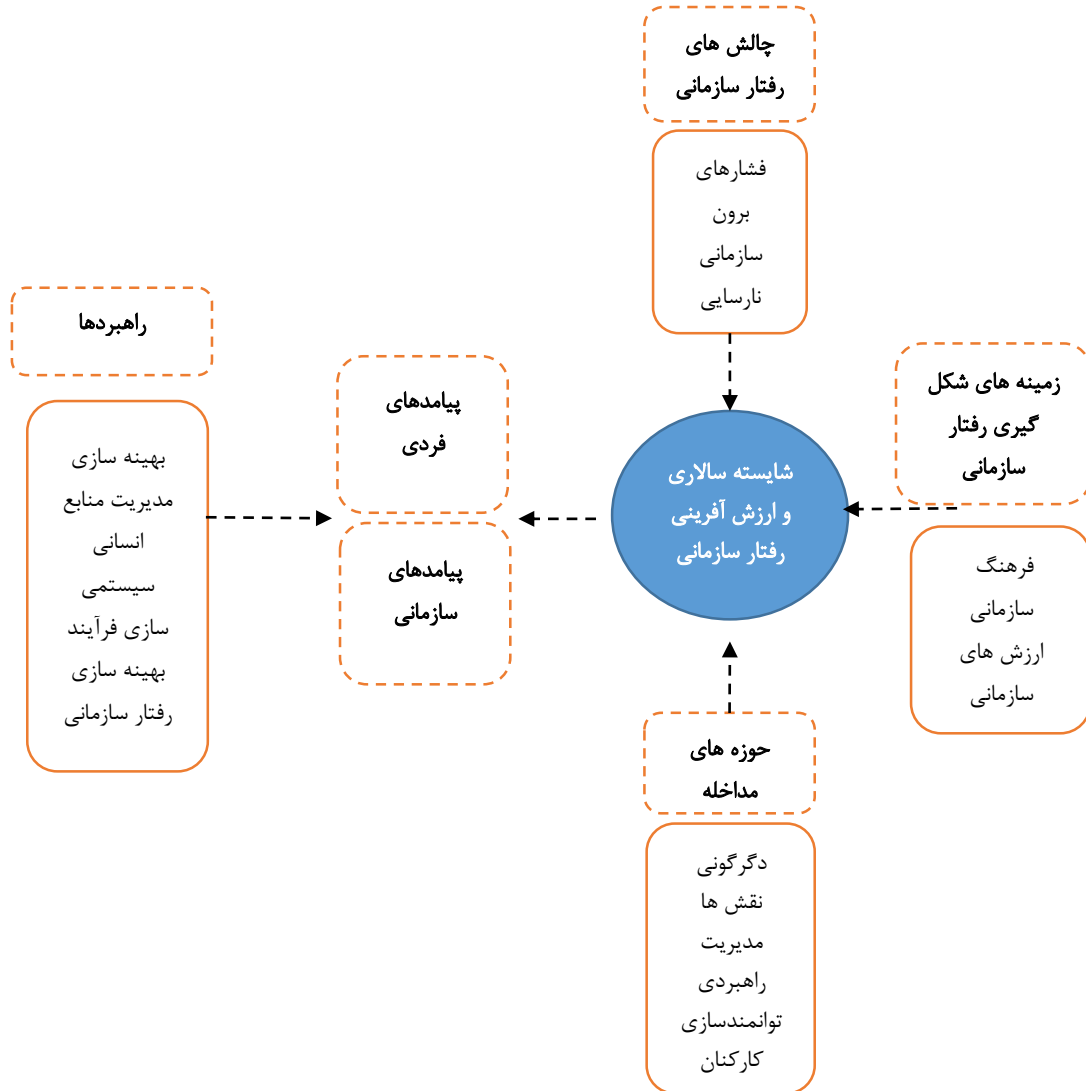 چالش های
رفتار سازمانی
فشارهای
برون
سازمانی
نارسایی
زمینه های شکل
گیری رفتار
سازمانی
فرهنگ
سازمانی
ارزش های
سازمانی
شایسته سالاری
و ارزش آفرینی
رفتار سازمانی
حوزه های
مداخله
دگرگونی
نقش ها
مدیریت
راهبردی
توانمندسازی
کارکنان
پیامدهای
فردی
پیامدهای
سازمانی
راهبردها
بهینه سازی
مدیریت منابع
انسانی
سیستمی
سازی فرآیند
بهینه سازی
رفتار سازمانی